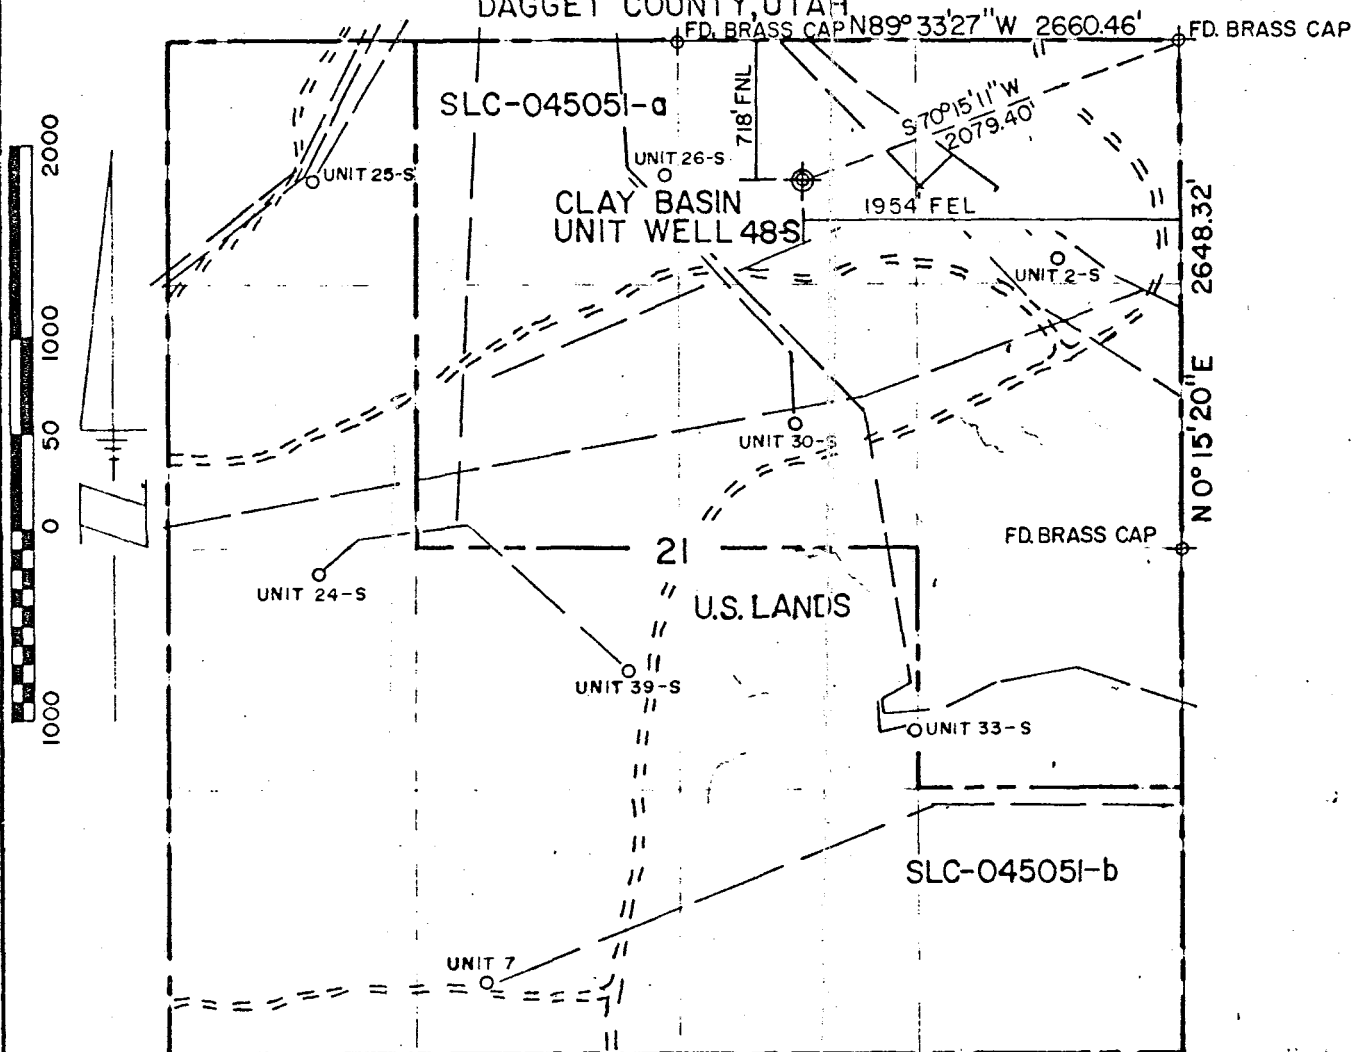 DAGGET COUNTY, UTAH
FD. BRASS CAP N89°33'27"W 2660.46' FD. BRASS CAP
SLC-045051-a
718' FNL
S70°15'11"W
2079.40'
2000
1000
50
0
1000
UNIT 25-S
UNIT 26-S
CLAY BASIN
UNIT WELL 48-S
1954' FEL
UNIT 2-S
N0°15'20"E 2648.32'
UNIT 30-S
FD. BRASS CAP
21
UNIT 24-S
U.S. LANDS
UNIT 39-S
UNIT 33-S
SLC-045051-b
UNIT 7